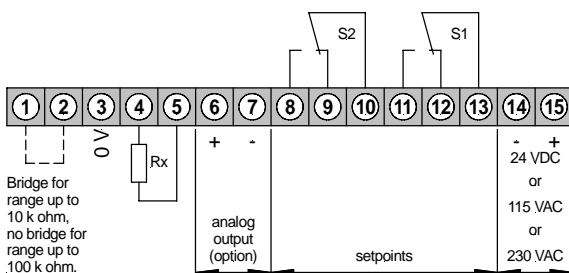 S2
S1
1 2 3 4 5 6 7 8 9 10 11 12 13 14 15
0 V
Rx
+ -
- +
Bridge for
range up to
10 k ohm,
no bridge for
range up to
100 k ohm.
analog
output
(option)
setpoints
24 VDC
or
115 VAC
or
230 VAC